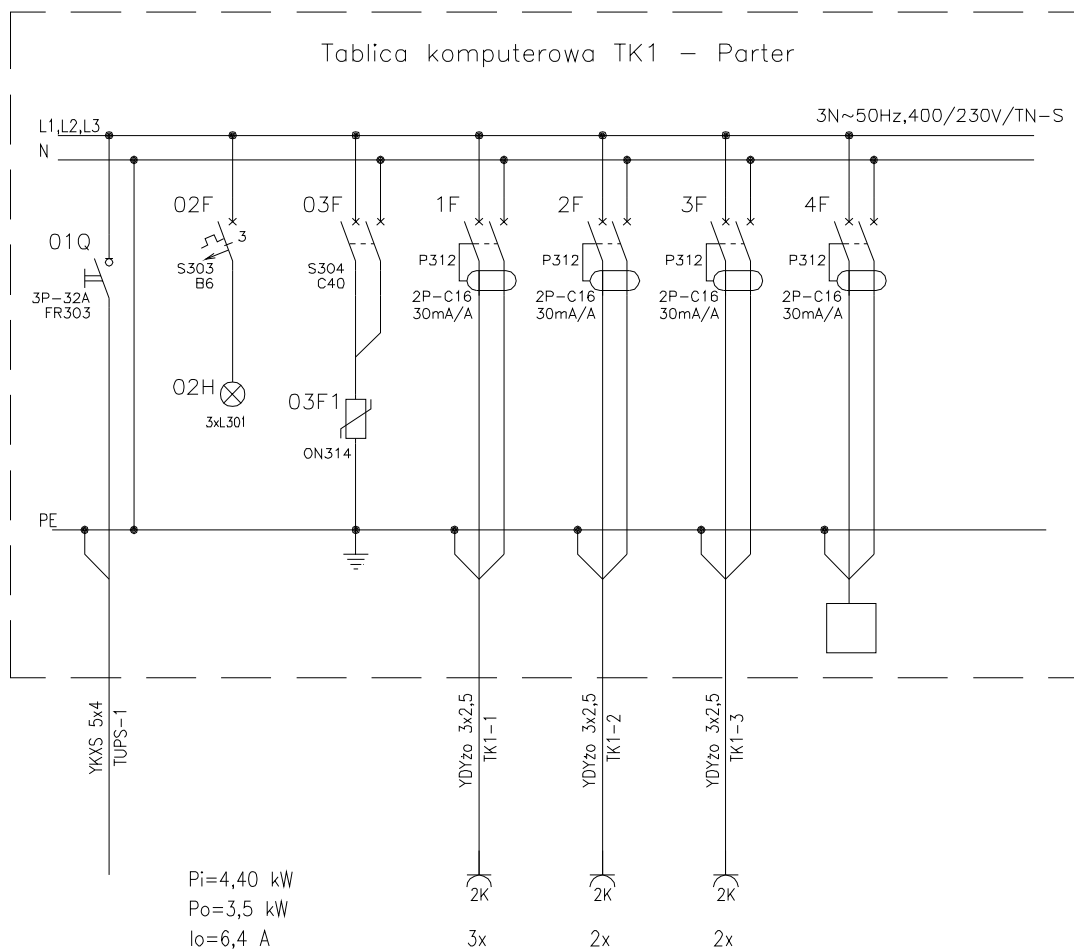 Tablica komputerowa TK1 – Parter
L1,L2,L3
3N~50Hz,400/230V/TN-S
N
02F
03F
1F
2F
3F
4F
01Q
3
S303
B6
S304
C40
P312
P312
P312
P312
3P-32A
FR303
2P-C16
30mA/A
2P-C16
30mA/A
2P-C16
30mA/A
2P-C16
30mA/A
02H
3xL301
03F1
ON314
PE
YKXS 5x4
TUPS-1
YDYżo 3x2,5
TK1-1
YDYżo 3x2,5
TK1-2
YDYżo 3x2,5
TK1-3
Pi=4,40 kW
Po=3,5 kW
Io=6,4 A
2K
2K
2K
3x
2x
2x